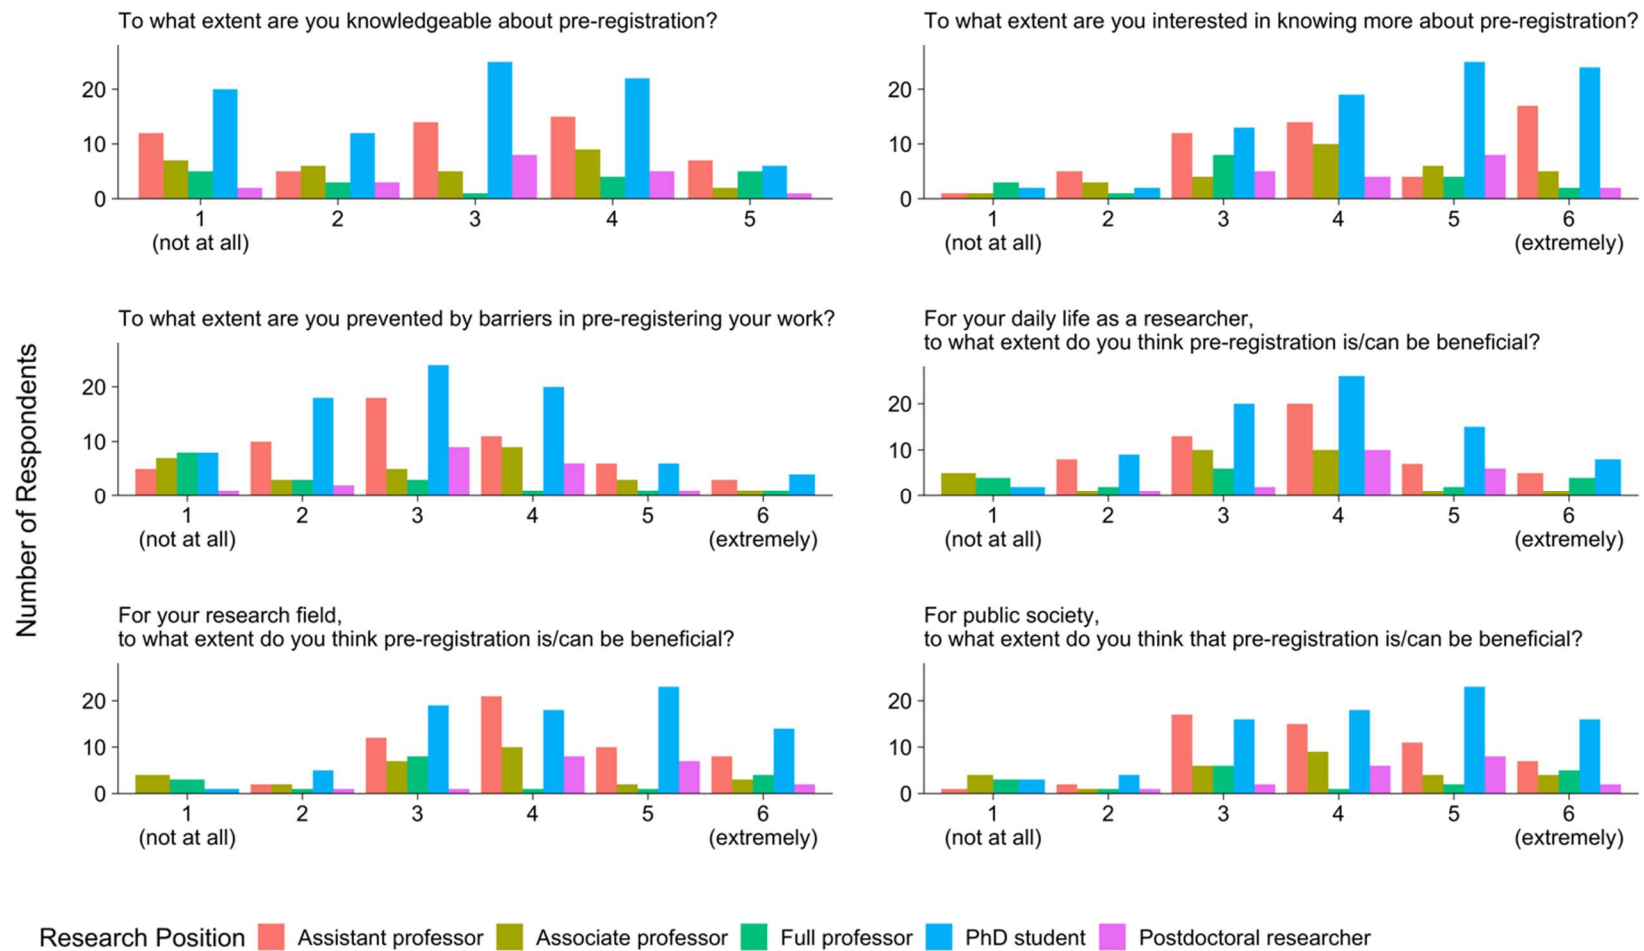 To what extent are you knowledgeable about pre-registration?
20
10
0
1 2 3 4 5
(not at all)
To what extent are you interested in knowing more about pre-registration?
20
10
0
1 2 3 4 5 6
(not at all) (extremely)
Number of Respondents
To what extent are you prevented by barriers in pre-registering your work?
20
10
0
1 2 3 4 5 6
(not at all) (extremely)
For your daily life as a researcher,
to what extent do you think pre-registration is/can be beneficial?
20
10
0
1 2 3 4 5 6
(not at all) (extremely)
For your research field,
to what extent do you think pre-registration is/can be beneficial?
20
10
0
1 2 3 4 5 6
(not at all) (extremely)
For public society,
to what extent do you think that pre-registration is/can be beneficial?
20
10
0
1 2 3 4 5 6
(not at all) (extremely)
Research Position Assistant professor Associate professor Full professor PhD student Postdoctoral researcher